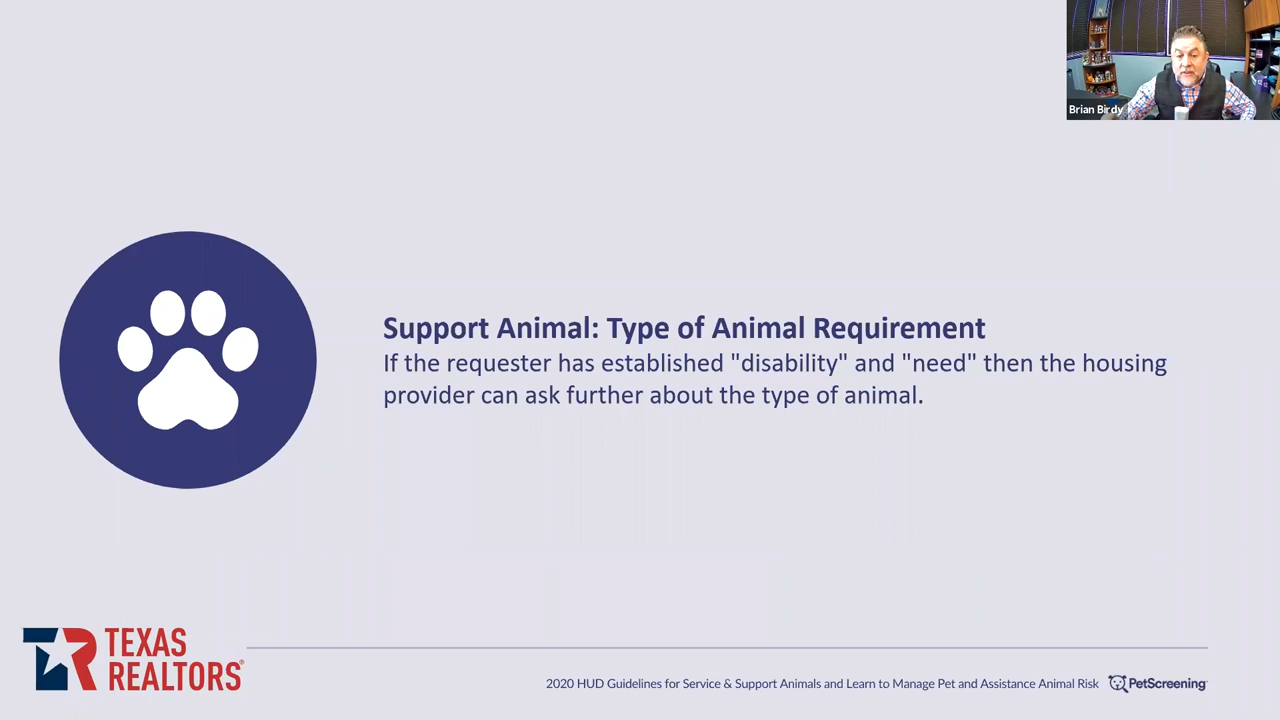 Brian Birdy
Support Animal: Type of Animal Requirement
If the requester has established "disability" and "need" then the housing
provider can ask further about the type of animal.
TEXAS
REALTORS®
2020 HUD Guidelines for Service & Support Animals and Learn to Manage Pet and Assistance Animal Risk
PetScreening